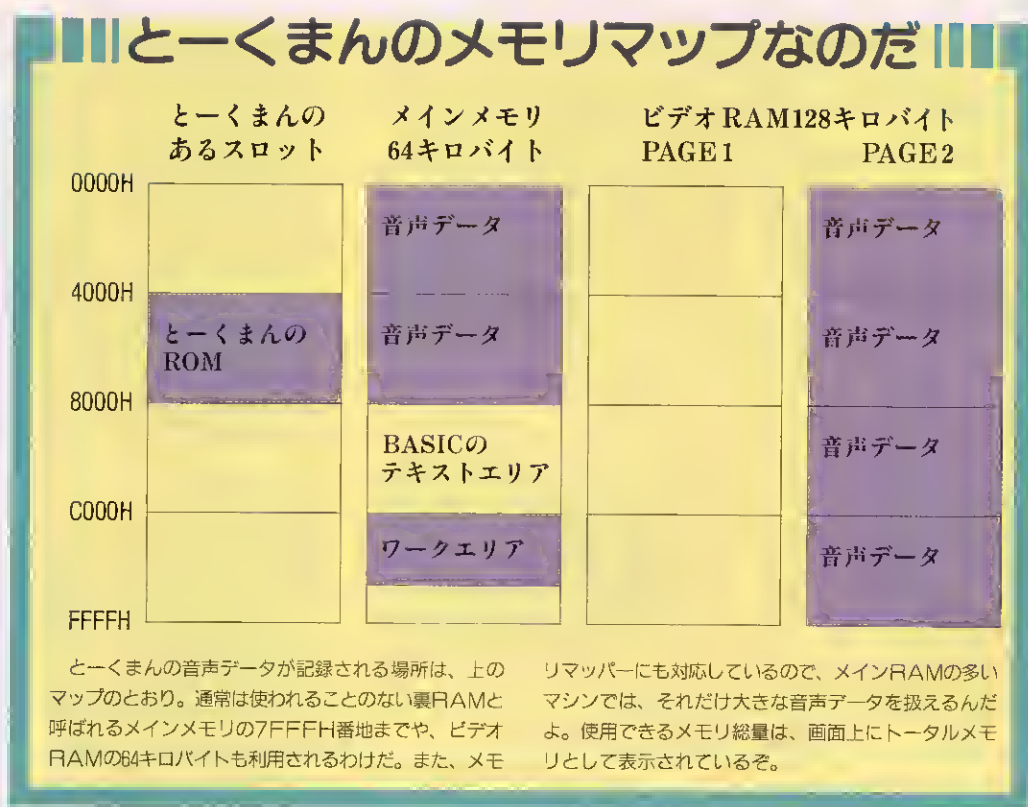 とーくまんのメモリマップなのだ
とーくまんの
あるスロット
メインメモリ
64キロバイト
ビデオRAM128キロバイト
PAGE1
PAGE2
0000H
4000H
8000H
C000H
FFFFH
とーくまんの
ROM
音声データ
音声データ
BASICの
テキストエリア
ワークエリア
音声データ
音声データ
音声データ
音声データ
とーくまんの音声データが記録される場所は、上の
マップのとおり。通常は使われることのない裏RAMと
呼ばれるメインメモリの7FFFH番地までや、ビデオ
RAMの64キロバイトも利用されるわけだ。また、メモ
リマッパーにも対応しているので、メインRAMの多い
マシンでは、それだけ大きな音声データを扱えるんだ
よ。使用できるメモリ総量は、画面上にトータルメモ
リとして表示されているぞ。